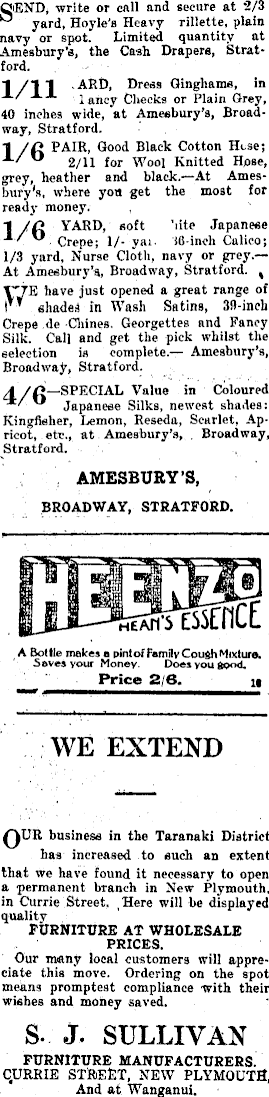 SEND, write or call and secure at 2/3
yard, Hoyle's Heavy rillette, plain
navy or spot. Limited quantity at
Amesbury's, the Cash Drapers, Strat-
ford.
1/11 ARD, Dress Ginghams, in
ancy Checks or Plain Grey,
40 inches wide, at Amesbury's, Broad-
way, Stratford.
1/6 PAIR, Good Black Cotton Hose;
2/11 for Wool Knitted Hose,
grey, heather and black.—At Ames-
bury's, where you get the most for
ready money.
1/6 YARD, soft 'ite Japanese
Crepe; 1/- yar. 36-inch Calico;
1/3 yard, Nurse Cloth, navy or grey.—
At Amesbury's, Broadway, Stratford.
WE have just opened a great range of
shades in Wash Satins, 39-inch
Crepe de Chines. Georgettes and Fancy
Silk. Call and get the pick whilst the
selection is complete.— Amesbury's,
Broadway, Stratford.
4/6—SPECIAL Value in Coloured
Japanese Silks, newest shades:
Kingfisher, Lemon, Reseda, Scarlet, Ap-
ricot, etc., at Amesbury's, Broadway,
Stratford.
AMESBURY'S,
BROADWAY, STRATFORD.
HEENZO
HEAN'S ESSENCE
A Bottle makes a pint of Family Cough Mixture.
Saves your Money. Does you good.
Price 2/6. 16
WE EXTEND
OUR business in the Taranaki District
has increased to such an extent
that we have found it necessary to open
a permanent branch in New Plymouth,
in Currie Street. Here will be displayed
quality
FURNITURE AT WHOLESALE
PRICES.
Our many local customers will appre-
ciate this move. Ordering on the spot
means promptest compliance with their
wishes and money saved.
S. J. SULLIVAN
FURNITURE MANUFACTURERS.
CURRIE STREET, NEW PLYMOUTH,
And at Wanganui.